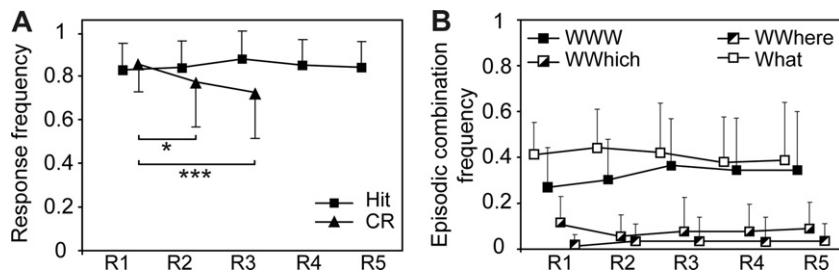 A
Response frequency
1
0.8
0.6
0.4
0.2
0
*
***
Hit
CR
R1 R2 R3 R4 R5
B
Episodic combination
frequency
1
0.8
0.6
0.4
0.2
0
WWW WWhere
WWhich What
R1 R2 R3 R4 R5